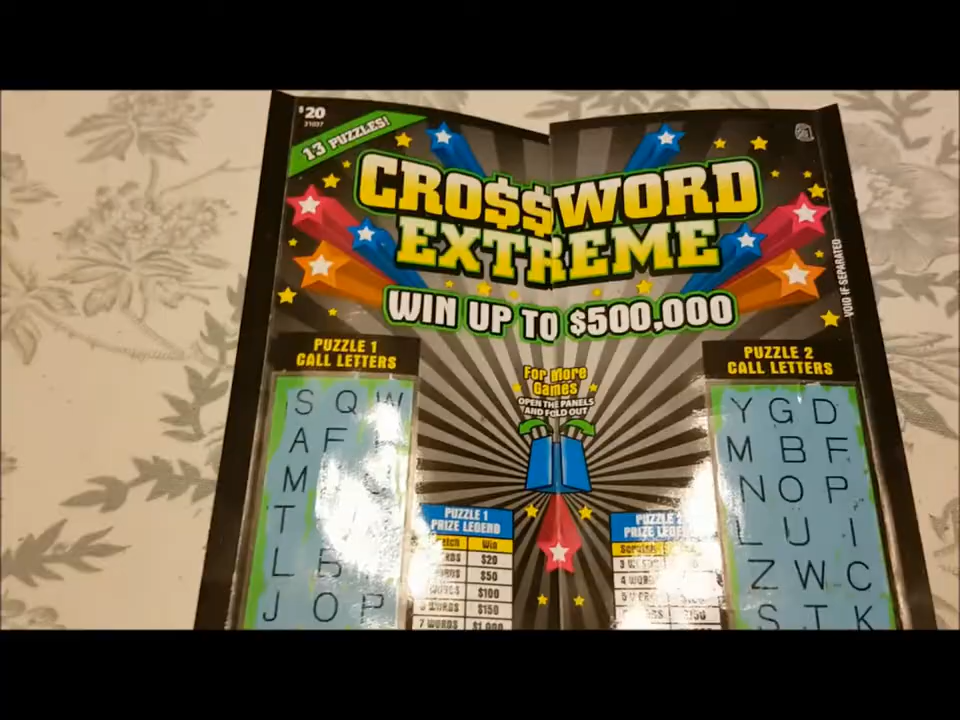 $20
13 PUZZLES!
CRO$$WORD
EXTREME
WIN UP TO $500,000
VOID IF SEPARATED
PUZZLE 1
CALL LETTERS
S Q W
A F
M
T
L
J O P
For More
Games
OPEN THE PANELS
AND FOLD OUT
PUZZLE 1
PRIZE LEGEND
Win
$20
$50
$100
$150
7 WORDS $1,000
PUZZLE 2
CALL LETTERS
Y G D
M B F
N O P
L U I
Z W C
S T K
PUZZLE
PRIZE
4